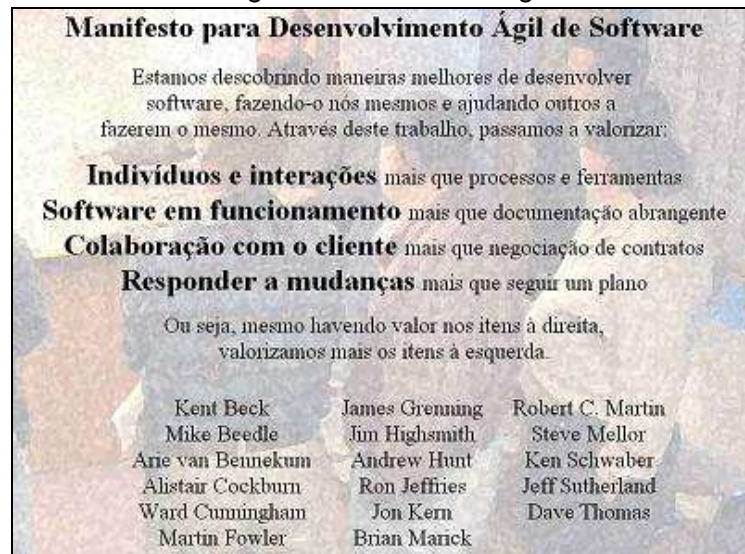 Manifesto para Desenvolvimento Ágil de Software
Estamos descobrindo maneiras melhores de desenvolver
software, fazendo-o nós mesmos e ajudando outros a
fazerem o mesmo. Através deste trabalho, passamos a valorizar:
Indivíduos e interações mais que processos e ferramentas
Software em funcionamento mais que documentação abrangente
Colaboração com o cliente mais que negociação de contratos
Responder a mudanças mais que seguir um plano
Ou seja, mesmo havendo valor nos itens à direita,
valorizamos mais os itens à esquerda.
Kent Beck
Mike Beedle
Arie van Bennekum
Alistair Cockburn
Ward Cunningham
Martin Fowler
James Grenning
Jim Highsmith
Andrew Hunt
Ron Jeffries
Jon Kern
Brian Marick
Robert C. Martin
Steve Mellor
Ken Schwaber
Jeff Sutherland
Dave Thomas